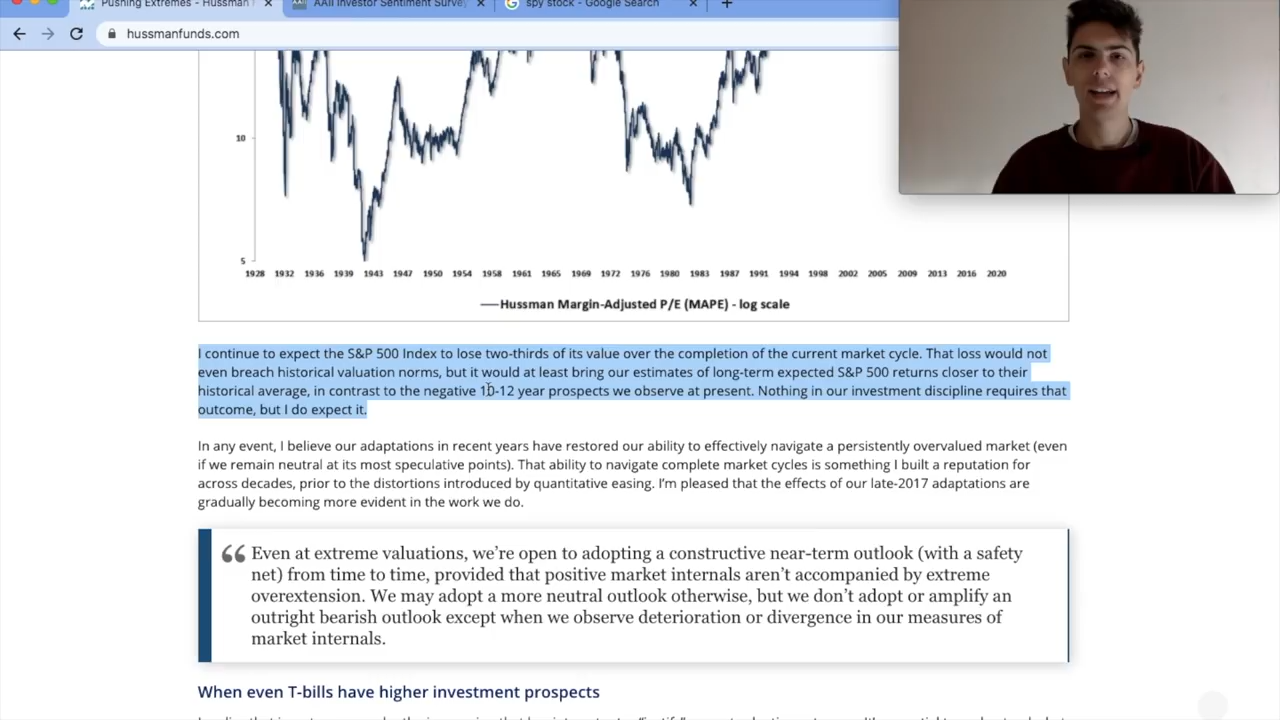 Pushing Extremes - Hussman
AAII Investor Sentiment Survey
spy stock - Google Search
hussmanfunds.com
10
5
1928 1932 1936 1939 1943 1947 1950 1954 1958 1961 1965 1969 1972 1976 1980 1983 1987 1991 1994 1998 2002 2005 2009 2013 2016 2020
Hussman Margin-Adjusted P/E (MAPE) - log scale
I continue to expect the S&P 500 Index to lose two-thirds of its value over the completion of the current market cycle. That loss would not
even breach historical valuation norms, but it would at least bring our estimates of long-term expected S&P 500 returns closer to their
historical average, in contrast to the negative 10-12 year prospects we observe at present. Nothing in our investment discipline requires that
outcome, but I do expect it.
In any event, I believe our adaptations in recent years have restored our ability to effectively navigate a persistently overvalued market (even
if we remain neutral at its most speculative points). That ability to navigate complete market cycles is something I built a reputation for
across decades, prior to the distortions introduced by quantitative easing. I'm pleased that the effects of our late-2017 adaptations are
gradually becoming more evident in the work we do.
“ Even at extreme valuations, we're open to adopting a constructive near-term outlook (with a safety
net) from time to time, provided that positive market internals aren't accompanied by extreme
overextension. We may adopt a more neutral outlook otherwise, but we don't adopt or amplify an
outright bearish outlook except when we observe deterioration or divergence in our measures of
market internals.
When even T-bills have higher investment prospects